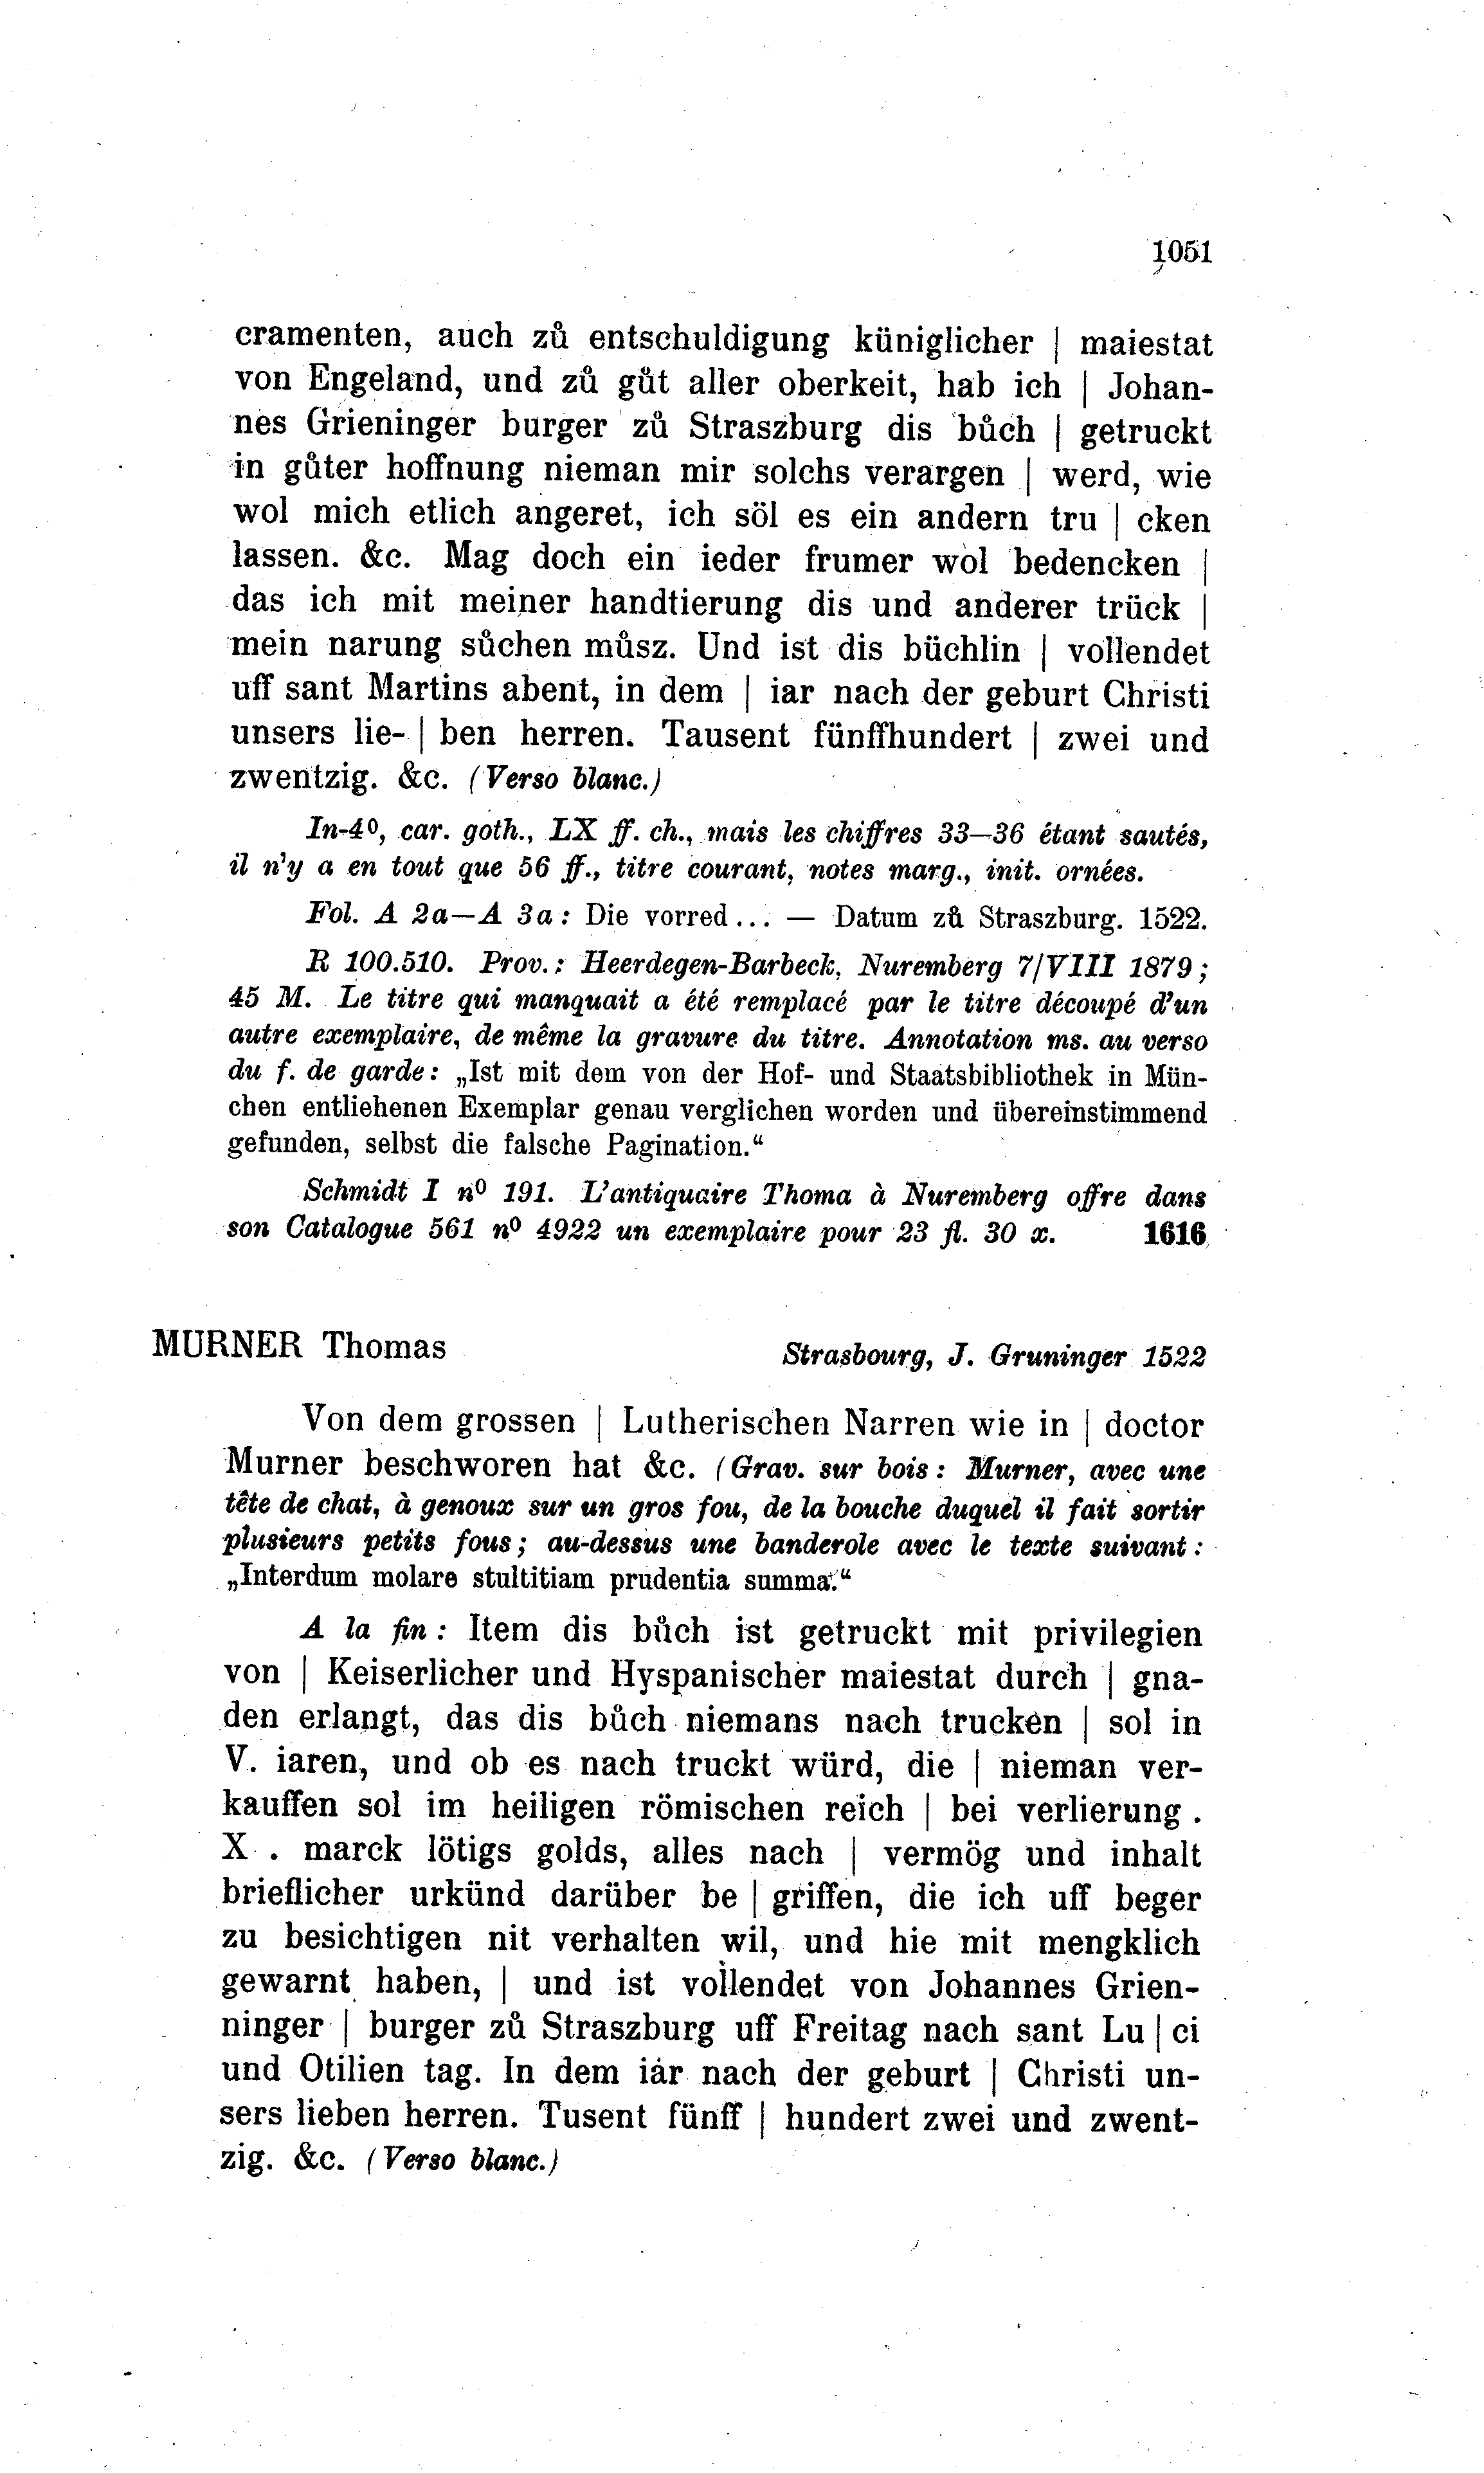 1051
cramenten, auch zů entschuldigung küniglicher | maiestat
von Engeland, und zů gůt aller oberkeit, hab ich | Johan-
nes Grieninger burger zů Straszburg dis bůch | getruckt
in gůter hoffnung nieman mir solchs verargen | werd, wie
wol mich etlich angeret, ich söl es ein andern tru | cken
lassen. &c. Mag doch ein ieder frumer wol bedencken |
das ich mit meiner handtierung dis und anderer trück |
mein narung sůchen můsz. Und ist dis büchlin | vollendet
uff sant Martins abent, in dem | iar nach der geburt Christi
unsers lie- | ben herren. Tausent fünffhundert | zwei und
zwentzig. &c. (Verso blanc.)
In-4º, car. goth., LX ff. ch., mais les chiffres 33—36 étant sautés,
il n'y a en tout que 56 ff., titre courant, notes marg., init. ornées.
Fol. A 2a—A 3a: Die vorred... — Datum zů Straszburg. 1522.
R 100.510. Prov.: Heerdegen-Barbeck, Nuremberg 7/VIII 1879;
45 M. Le titre qui manquait a été remplacé par le titre découpé d'un
autre exemplaire, de même la gravure du titre. Annotation ms. au verso
du f. de garde: „Ist mit dem von der Hof- und Staatsbibliothek in Mün-
chen entliehenen Exemplar genau verglichen worden und übereinstimmend
gefunden, selbst die falsche Pagination.“
Schmidt I nº 191. L'antiquaire Thoma à Nuremberg offre dans
son Catalogue 561 nº 4922 un exemplaire pour 23 fl. 30 x. 1616
MURNER Thomas Strasbourg, J. Gruninger 1522
Von dem grossen | Lutherischen Narren wie in | doctor
Murner beschworen hat &c. (Grav. sur bois: Murner, avec une
tête de chat, à genoux sur un gros fou, de la bouche duquel il fait sortir
plusieurs petits fous; au-dessus une banderole avec le texte suivant:
„Interdum molare stultitiam prudentia summa.“
A la fin: Item dis bůch ist getruckt mit privilegien
von | Keiserlicher und Hyspanischer maiestat durch | gna-
den erlangt, das dis bůch niemans nach trucken | sol in
V. iaren, und ob es nach truckt würd, die | nieman ver-
kauffen sol im heiligen römischen reich | bei verlierung .
X . marck lötigs golds, alles nach | vermög und inhalt
brieflicher urkünd darüber be | griffen, die ich uff beger
zu besichtigen nit verhalten wil, und hie mit mengklich
gewarnt haben, | und ist vollendet von Johannes Grien-
ninger | burger zů Straszburg uff Freitag nach sant Lu | ci
und Otilien tag. In dem iar nach der geburt | Christi un-
sers lieben herren. Tusent fünff | hundert zwei und zwent-
zig. &c. (Verso blanc.)